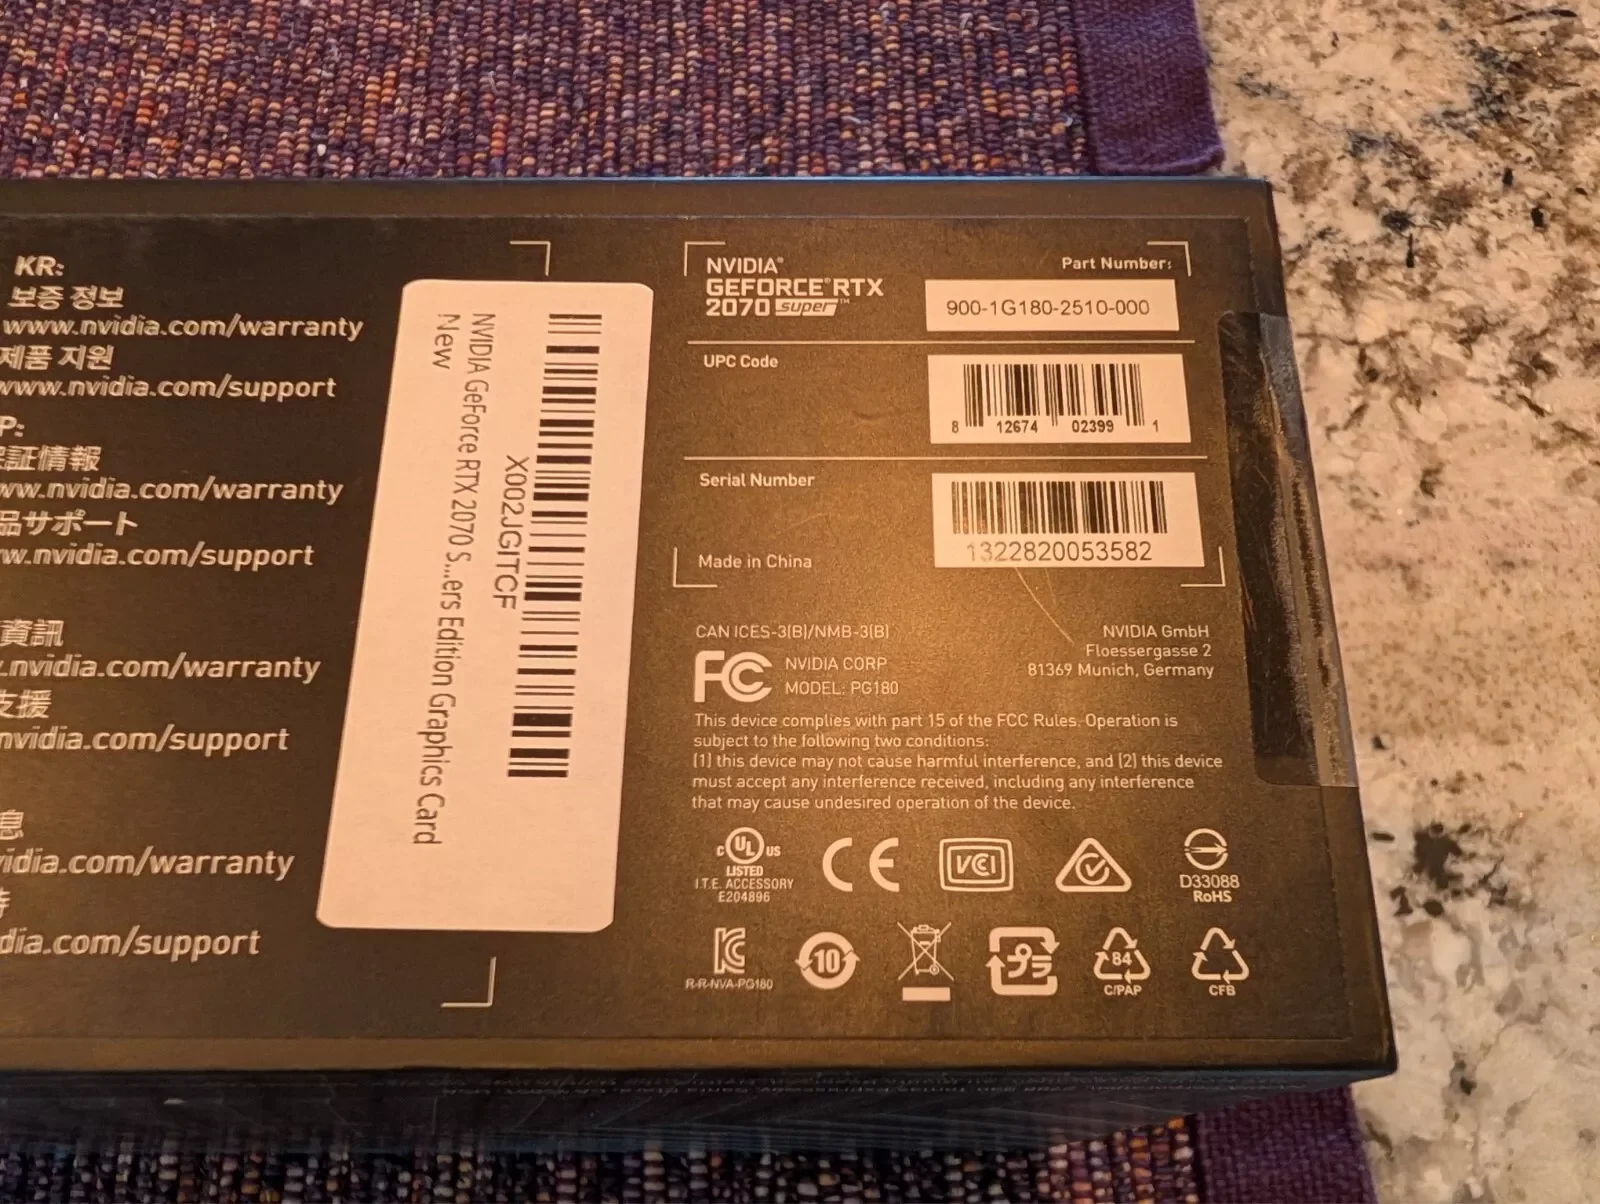 KR:
보증 정보
www.nvidia.com/warranty
제품 지원
www.nvidia.com/support
P:
証情報
www.nvidia.com/warranty
品サポート
w.nvidia.com/support
資訊
.nvidia.com/warranty
支援
nvidia.com/support
息
vidia.com/warranty
持
dia.com/support
X002JGITCF
NVIDIA GeForce RTX 2070 S...ers Edition Graphics Card
New
NVIDIA®
GEFORCE® RTX
2070 super™
Part Number:
900-1G180-2510-000
UPC Code
8 12674 02399 1
Serial Number
1322820053582
Made in China
CAN ICES-3(B)/NMB-3(B)
FC NVIDIA CORP
MODEL: PG180
NVIDIA GmbH
Floessergasse 2
81369 Munich, Germany
This device complies with part 15 of the FCC Rules. Operation is
subject to the following two conditions:
(1) this device may not cause harmful interference, and (2) this device
must accept any interference received, including any interference
that may cause undesired operation of the device.
c UL US
LISTED
I.T.E. ACCESSORY
E204896
CE
VCI
D33088
RoHS
R-R-NVA-PG180
10
84
C/PAP
CFB